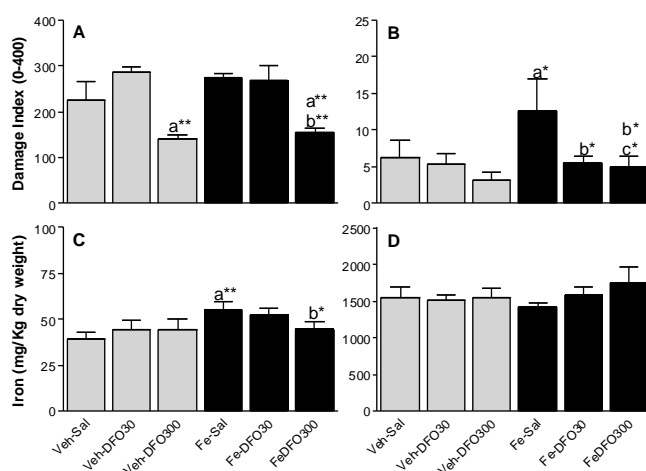 A
B
Damage Index (0-400)
400
300
200
100
0
a**
a**
b**
25
20
15
10
5
0
a*
b*
b*
c*
C
D
Iron (mg/Kg dry weight)
100
75
50
25
0
a**
b*
2500
2000
1750
1500
1000
500
0
Veh-Sal
Veh-DFO30
Veh-DFO300
Fe-Sal
Fe-DFO30
FeDFO300
Veh-Sal
Veh-DFO30
Veh-DFO300
Fe-Sal
Fe-DFO30
FeDFO300